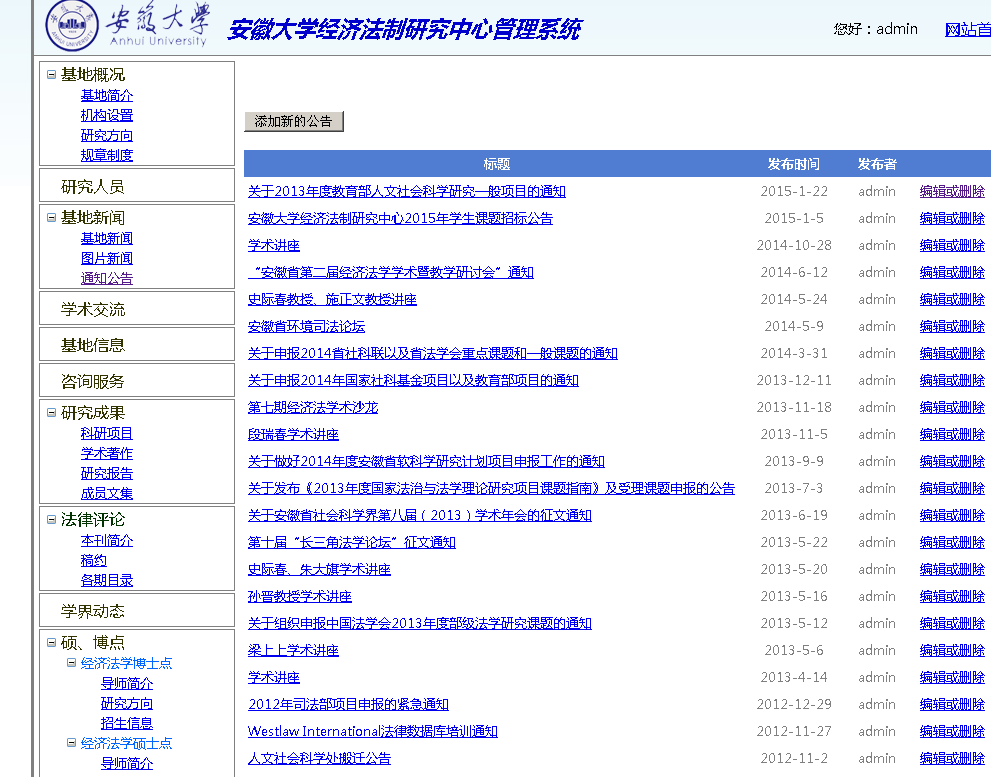 安徽大学
Anhui University
安徽大学经济法制研究中心管理系统
您好：admin 网站首
基地概况
基地简介
机构设置
研究方向
规章制度
研究人员
基地新闻
基地新闻
图片新闻
通知公告
学术交流
基地信息
咨询服务
研究成果
科研项目
学术著作
研究报告
成员文集
法律评论
本刊简介
稿约
各期目录
学界动态
硕、博点
经济法学博士点
导师简介
研究方向
招生信息
经济法学硕士点
导师简介
添加新的公告
标题 发布时间 发布者
关于2013年度教育部人文社会科学研究一般项目的通知 2015-1-22 admin 编辑或删除
安徽大学经济法制研究中心2015年学生课题招标公告 2015-1-5 admin 编辑或删除
学术讲座 2014-10-28 admin 编辑或删除
“安徽省第二届经济法学学术暨教学研讨会”通知 2014-6-12 admin 编辑或删除
史际春教授、施正文教授讲座 2014-5-24 admin 编辑或删除
安徽省环境司法论坛 2014-5-9 admin 编辑或删除
关于申报2014省社科联以及省法学会重点课题和一般课题的通知 2014-3-31 admin 编辑或删除
关于申报2014年国家社科基金项目以及教育部项目的通知 2013-12-11 admin 编辑或删除
第七期经济法学术沙龙 2013-11-18 admin 编辑或删除
段瑞春学术讲座 2013-11-5 admin 编辑或删除
关于做好2014年度安徽省软科学研究计划项目申报工作的通知 2013-9-9 admin 编辑或删除
关于发布《2013年度国家法治与法学理论研究项目课题指南》及受理课题申报的公告 2013-7-3 admin 编辑或删除
关于安徽省社会科学界第八届（2013）学术年会的征文通知 2013-6-19 admin 编辑或删除
第十届“长三角法学论坛”征文通知 2013-5-22 admin 编辑或删除
史际春、朱大旗学术讲座 2013-5-20 admin 编辑或删除
孙晋教授学术讲座 2013-5-16 admin 编辑或删除
关于组织申报中国法学会2013年度部级法学研究课题的通知 2013-5-12 admin 编辑或删除
梁上上学术讲座 2013-5-6 admin 编辑或删除
学术讲座 2013-4-14 admin 编辑或删除
2012年司法部项目申报的紧急通知 2012-12-29 admin 编辑或删除
Westlaw International法律数据库培训通知 2012-11-27 admin 编辑或删除
人文社会科学处搬迁公告 2012-11-2 admin 编辑或删除